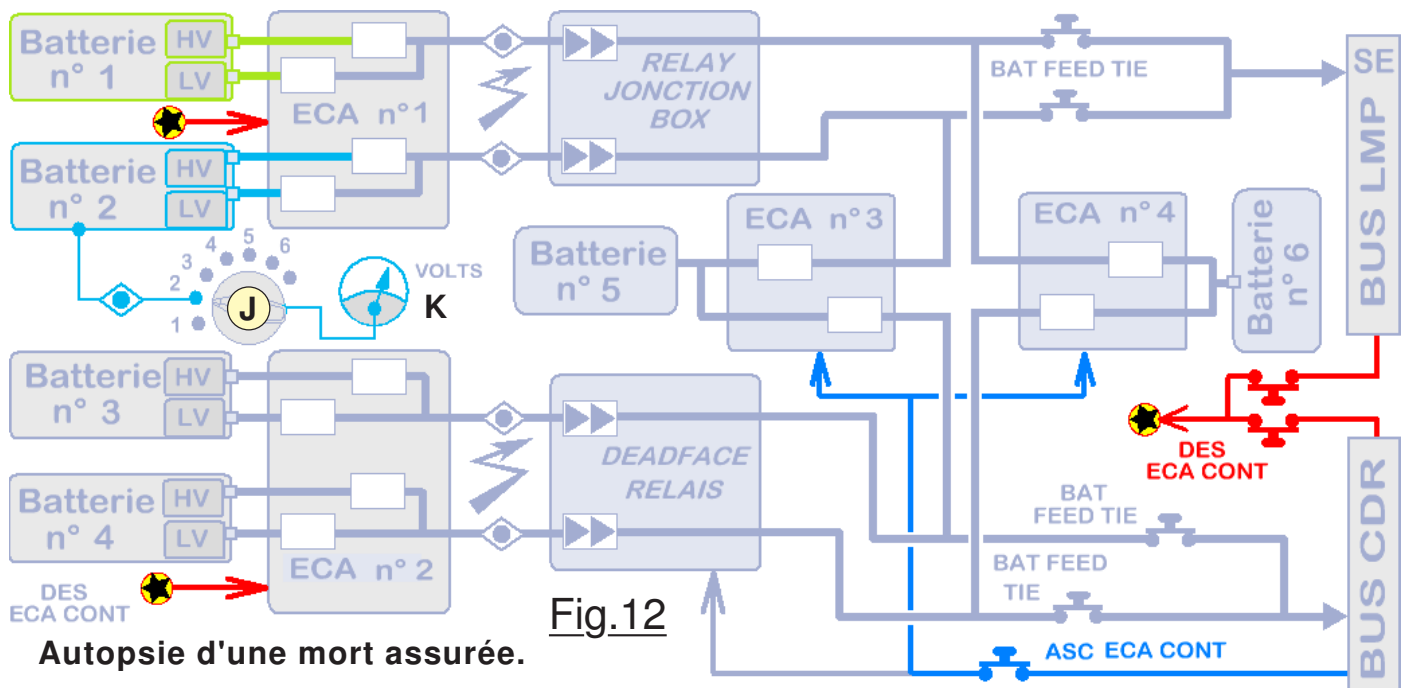 Batterie
n° 1
HV
LV
ECA n°1
RELAY
JONCTION
BOX
BAT FEED TIE
SE
BUS LMP
Batterie
n° 2
HV
LV
1
2
3
4
5
6
J
VOLTS
K
Batterie
n° 5
ECA n°3
ECA n°4
Batterie
n° 6
Batterie
n° 3
HV
LV
Batterie
n° 4
HV
LV
ECA n°2
DEADFACE
RELAIS
DES
ECA CONT
BAT
FEED TIE
BAT FEED
TIE
BUS CDR
DES
ECA CONT
Fig.12
ASC ECA CONT
Autopsie d'une mort assurée.